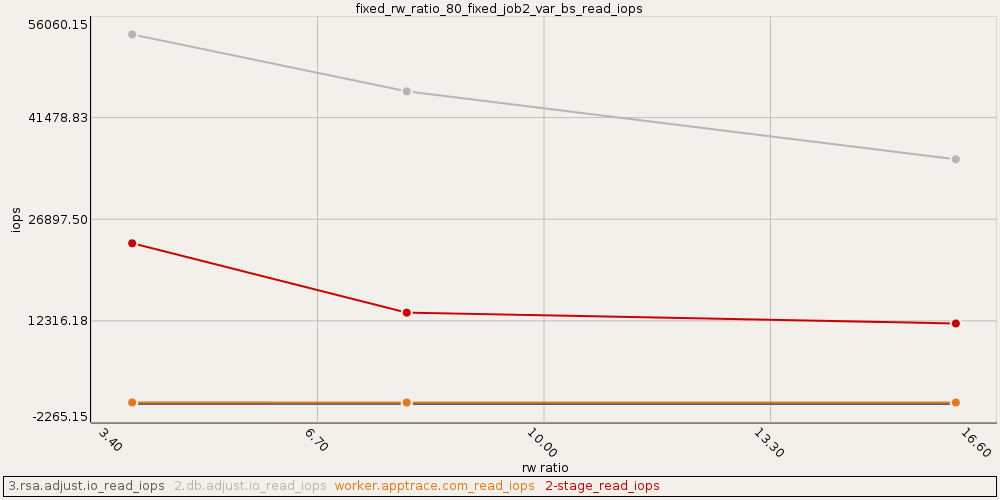 fixed_rw_ratio_80_fixed_job2_var_bs_read_iops
56060.15
41478.83
26897.50
12316.18
-2265.15
iops
3.40
6.70
10.00
13.30
16.60
rw ratio
3.rsa.adjust.io_read_iops 2.db.adjust.io_read_iops worker.apptrace.com_read_iops 2-stage_read_iops